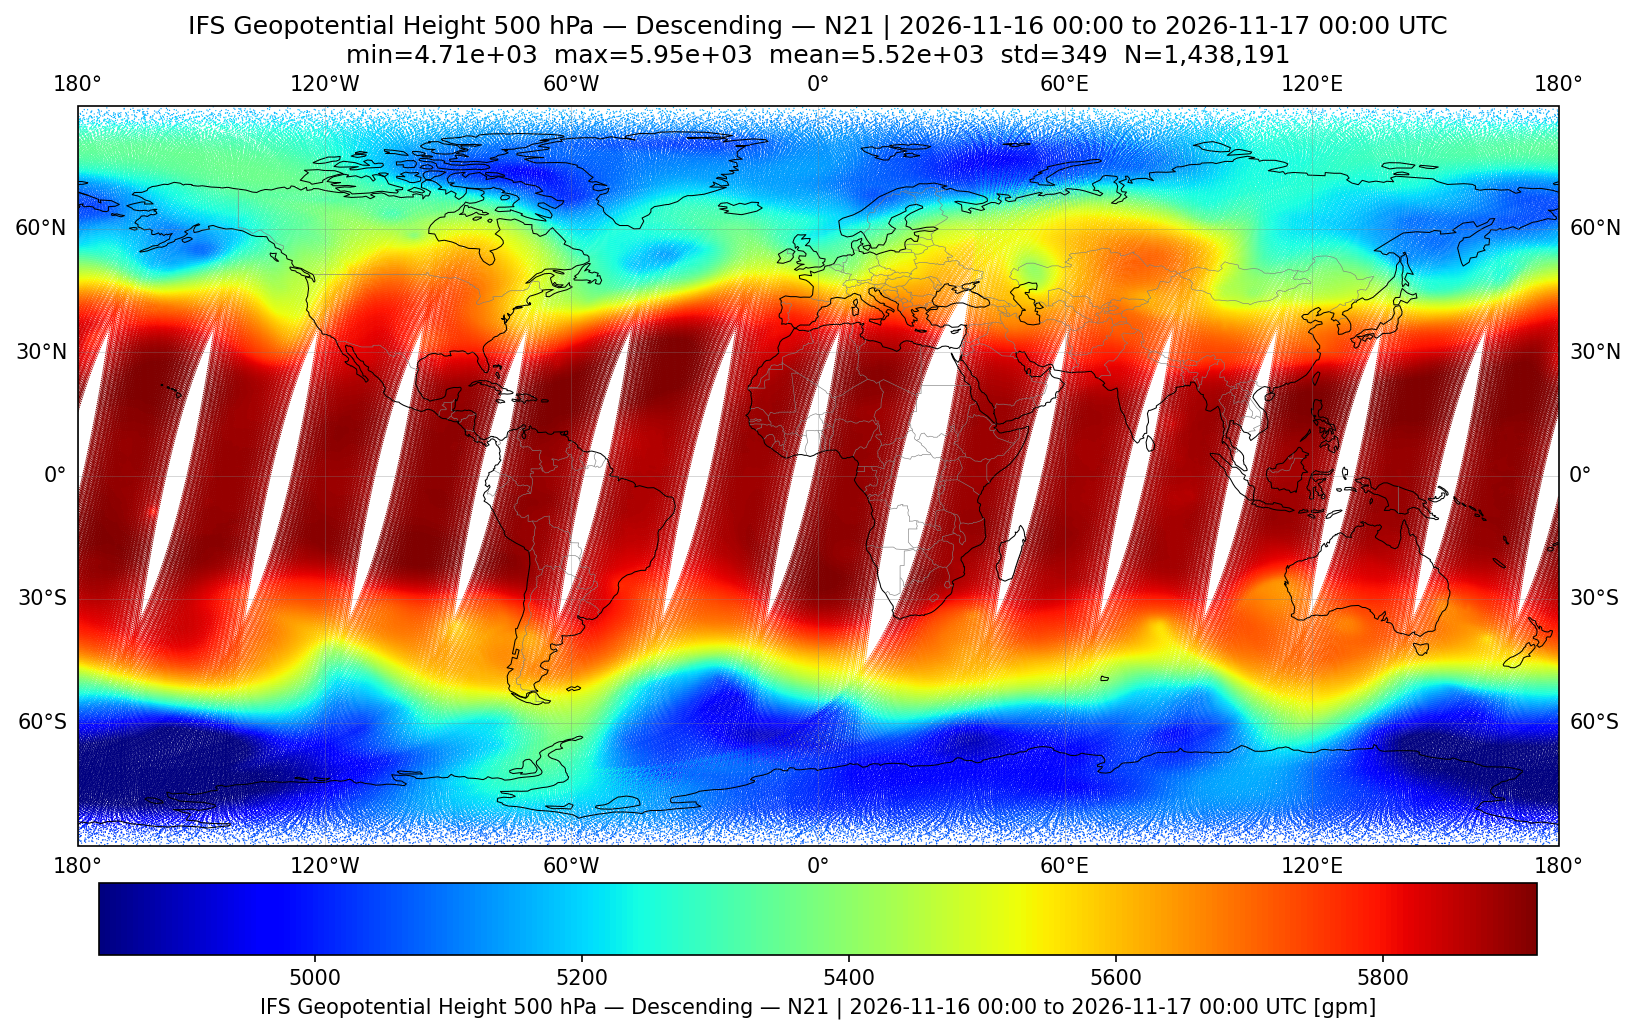 IFS Geopotential Height 500 hPa — Descending — N21 | 2026-11-16 00:00 to 2026-11-17 00:00 UTC
min=4.71e+03  max=5.95e+03  mean=5.52e+03  std=349  N=1,438,191
180° 120°W 60°W 0° 60°E 120°E 180°
60°N 60°N
30°N 30°N
0° 0°
30°S 30°S
60°S 60°S
180° 120°W 60°W 0° 60°E 120°E 180°
5000 5200 5400 5600 5800
IFS Geopotential Height 500 hPa — Descending — N21 | 2026-11-16 00:00 to 2026-11-17 00:00 UTC [gpm]